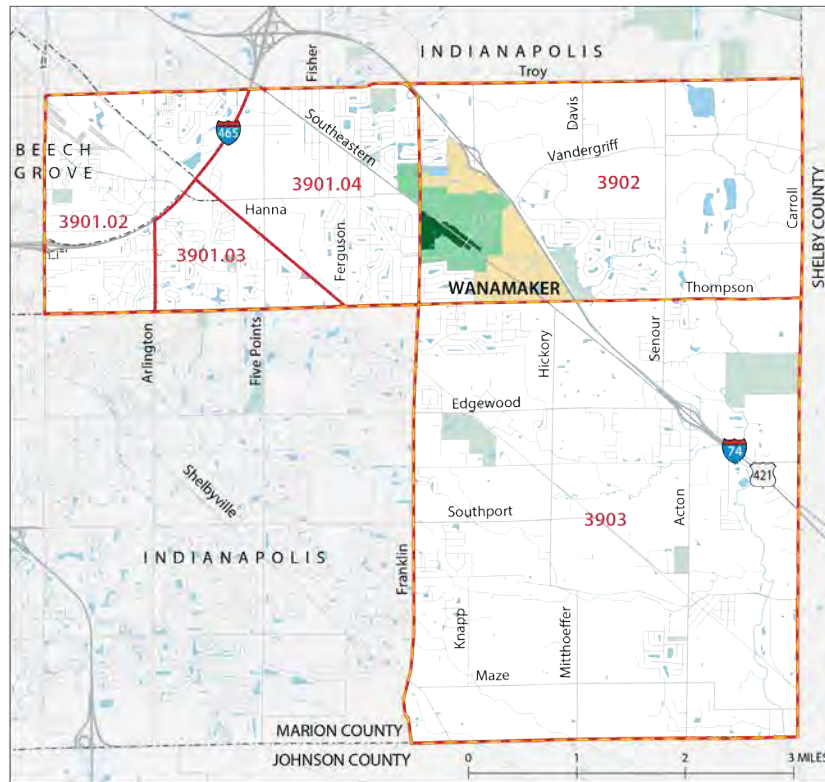 INDIANAPOLIS
Troy
Fisher
465
Southeastern
Davis
Vandergriff
BEECH
GROVE
3901.04
3902
Hanna
3901.02
Carroll
SHELBY COUNTY
3901.03
Ferguson
WANAMAKER
Thompson
Arlington
Five Points
Hickory
Senour
Edgewood
74
421
Shelbyville
Southport
Acton
3903
INDIANAPOLIS
Franklin
Knapp
Mitthoeffer
Maze
MARION COUNTY
JOHNSON COUNTY
0 1 2 3 MILES